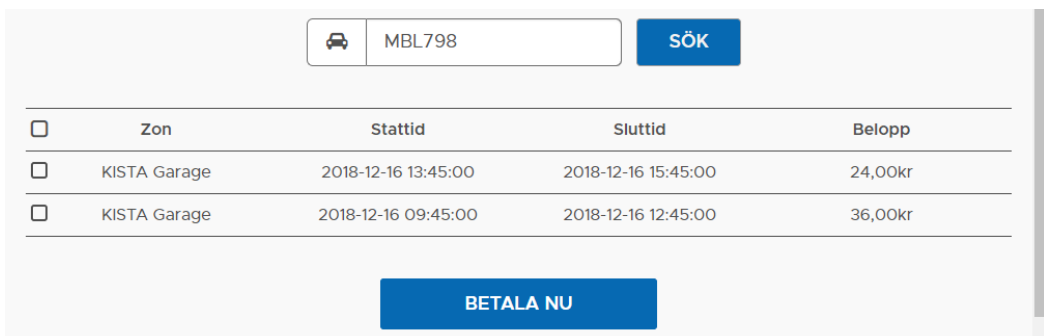 MBL798 SÖK
Zon Stattid Sluttid Belopp
KISTA Garage 2018-12-16 13:45:00 2018-12-16 15:45:00 24,00kr
KISTA Garage 2018-12-16 09:45:00 2018-12-16 12:45:00 36,00kr
BETALA NU